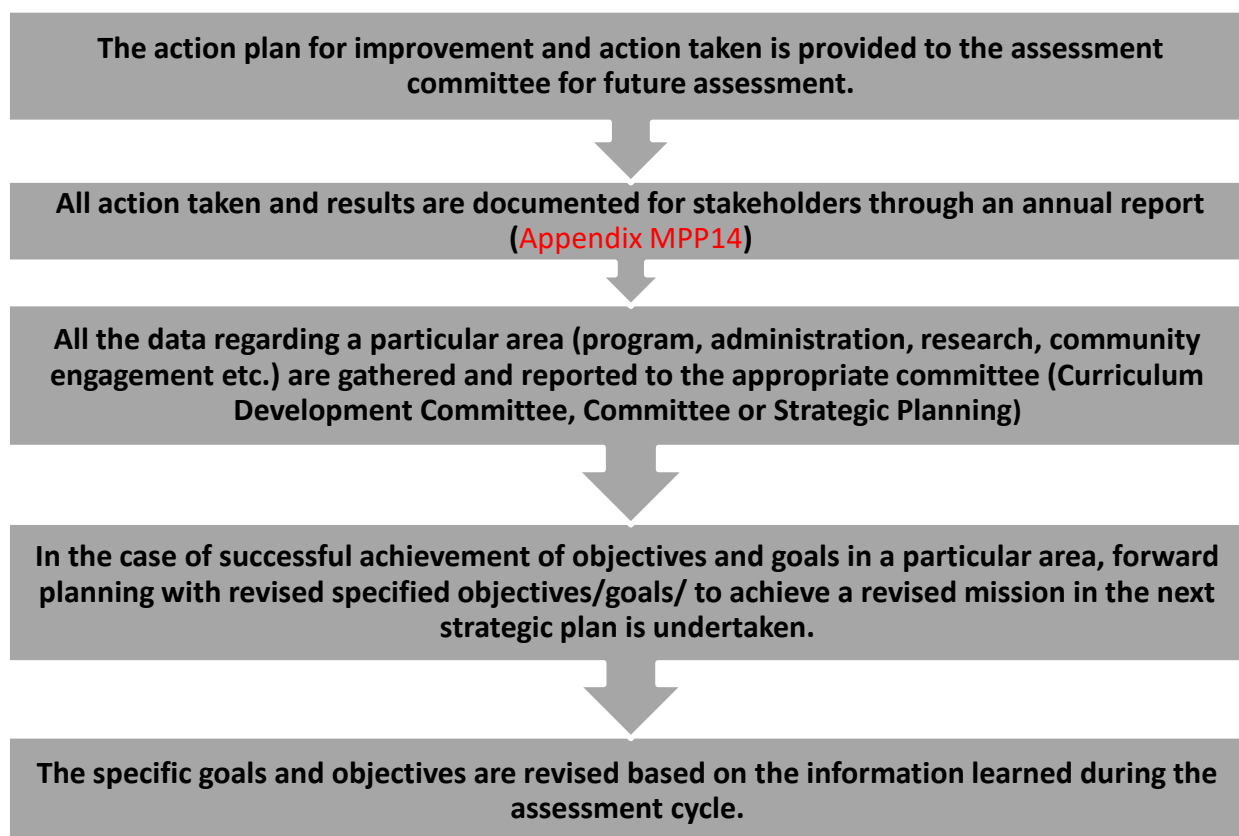 The action plan for improvement and action taken is provided to the assessment
committee for future assessment.
All action taken and results are documented for stakeholders through an annual report
(Appendix MPP14)
All the data regarding a particular area (program, administration, research, community
engagement etc.) are gathered and reported to the appropriate committee (Curriculum
Development Committee, Committee or Strategic Planning)
In the case of successful achievement of objectives and goals in a particular area, forward
planning with revised specified objectives/goals/ to achieve a revised mission in the next
strategic plan is undertaken.
The specific goals and objectives are revised based on the information learned during the
assessment cycle.